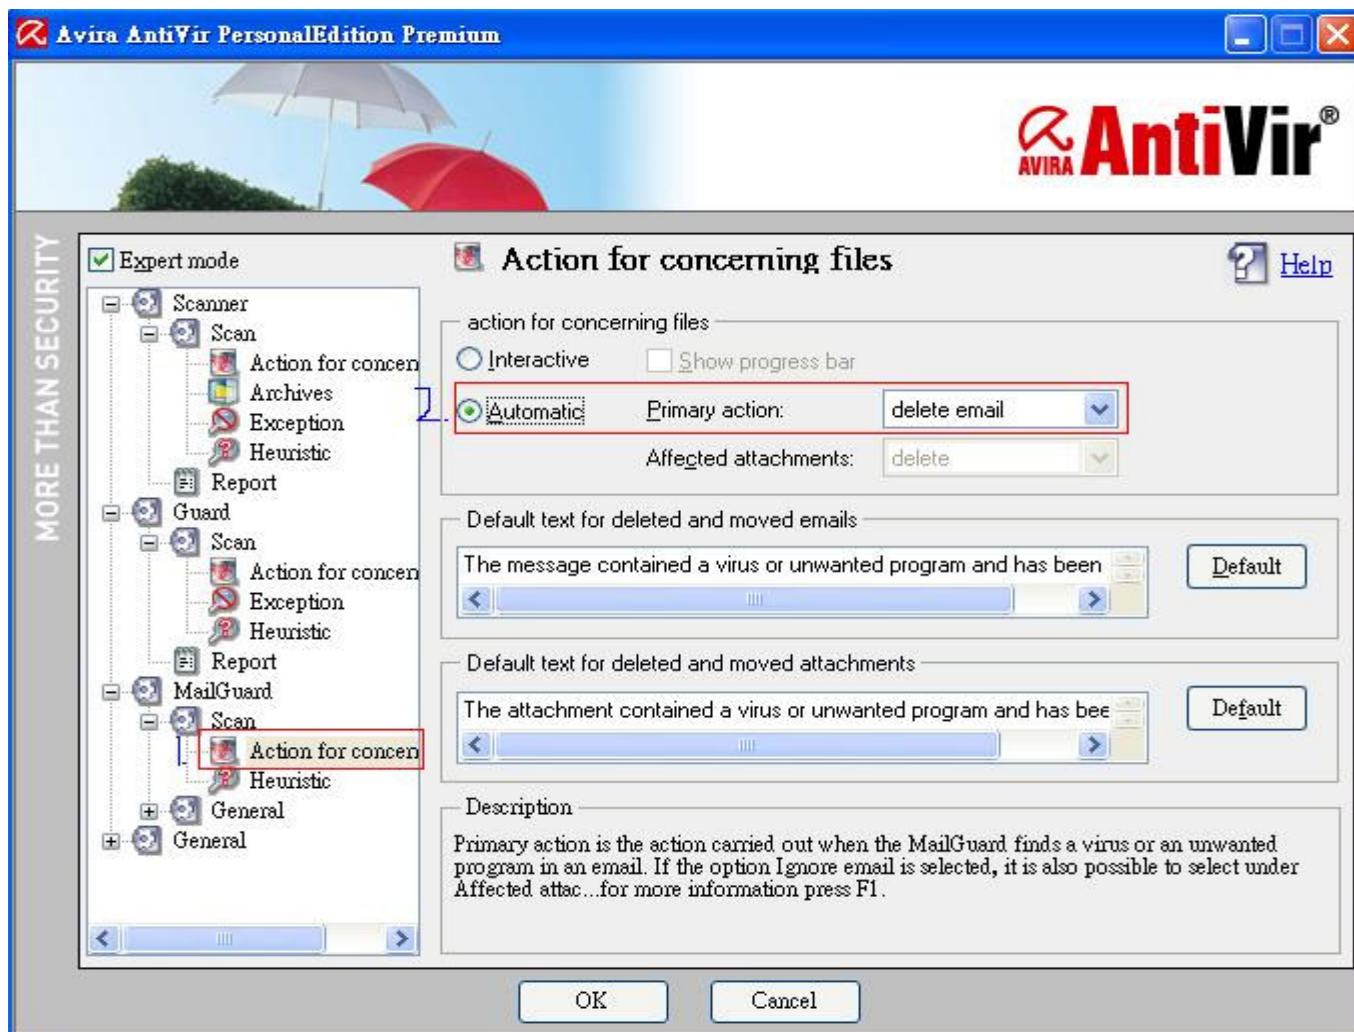 Avira AntiVir PersonalEdition Premium
AVIRA AntiVir®
MORE THAN SECURITY
Expert mode
Scanner
Scan
Action for concen
Archives
Exception
Heuristic
Report
Guard
Scan
Action for concen
Exception
Heuristic
Report
MailGuard
Scan
1.
Action for concen
Heuristic
General
General
Action for concerning files
Help
action for concerning files
Interactive
Show progress bar
2.
Automatic
Primary action:
delete email
Affected attachments:
delete
Default text for deleted and moved emails
The message contained a virus or unwanted program and has been
Default
Default text for deleted and moved attachments
The attachment contained a virus or unwanted program and has bee
Default
Description
Primary action is the action carried out when the MailGuard finds a virus or an unwanted
program in an email. If the option Ignore email is selected, it is also possible to select under
Affected attac...for more information press F1.
OK
Cancel